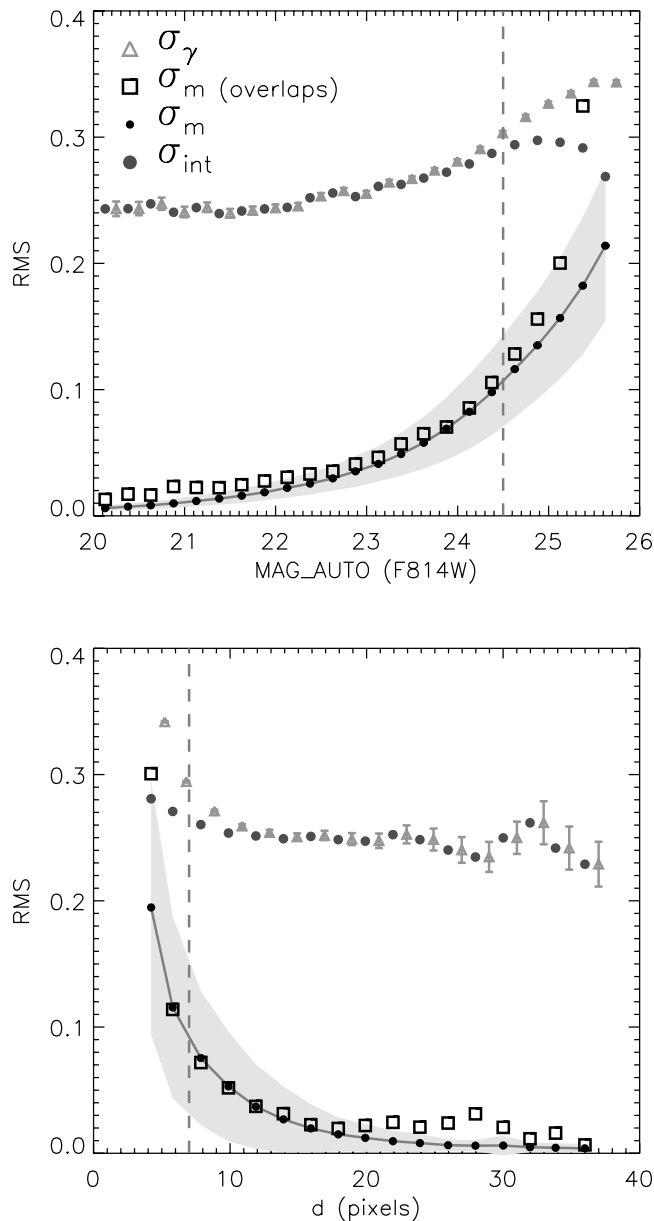 0.4
0.3
0.2
0.1
0.0
RMS
σγ
σm (overlaps)
σm
σint
20 21 22 23 24 25 26
MAG_AUTO (F814W)
0.4
0.3
0.2
0.1
0.0
RMS
0 10 20 30 40
d (pixels)